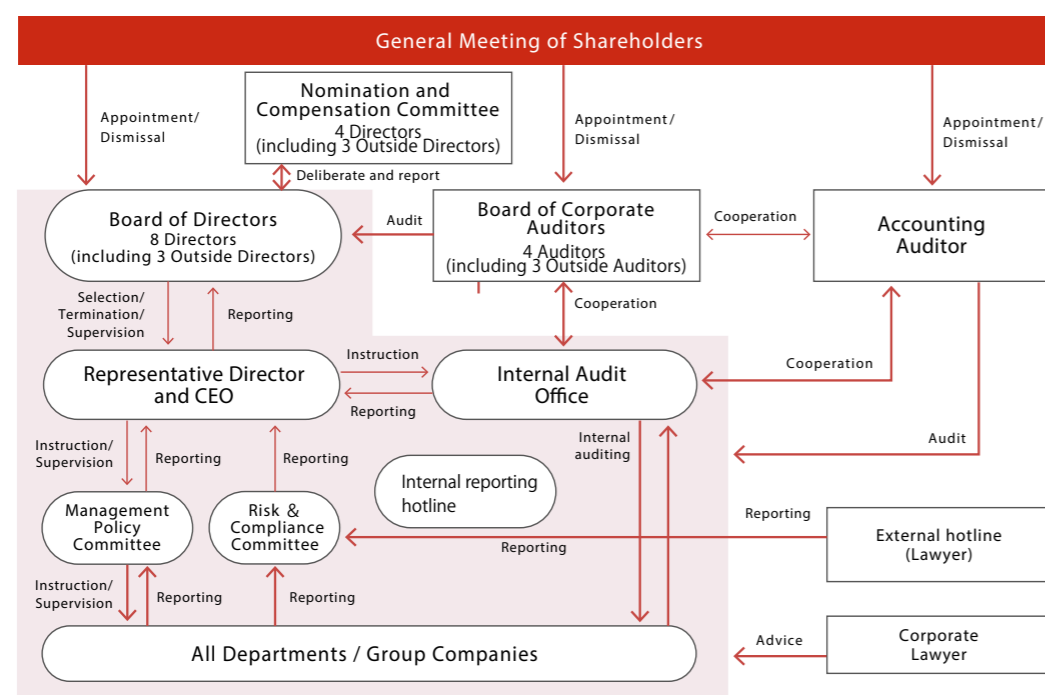 General Meeting of Shareholders
Nomination and
Compensation Committee
4 Directors
(including 3 Outside Directors)
Appointment/
Dismissal
Appointment/
Dismissal
Appointment/
Dismissal
Deliberate and report
Board of Directors
8 Directors
(including 3 Outside Directors)
Audit
Board of Corporate
Auditors
4 Auditors
(including 3 Outside Auditors)
Cooperation
Accounting
Auditor
Selection/
Termination/
Supervision
Reporting
Cooperation
Representative Director
and CEO
Instruction
Reporting
Internal Audit
Office
Cooperation
Instruction/
Supervision
Reporting
Reporting
Internal
auditing
Audit
Internal reporting
hotline
Management
Policy
Committee
Risk &
Compliance
Committee
Reporting
Reporting
External hotline
(Lawyer)
Instruction/
Supervision
Reporting
Reporting
All Departments / Group Companies
Advice
Corporate
Lawyer